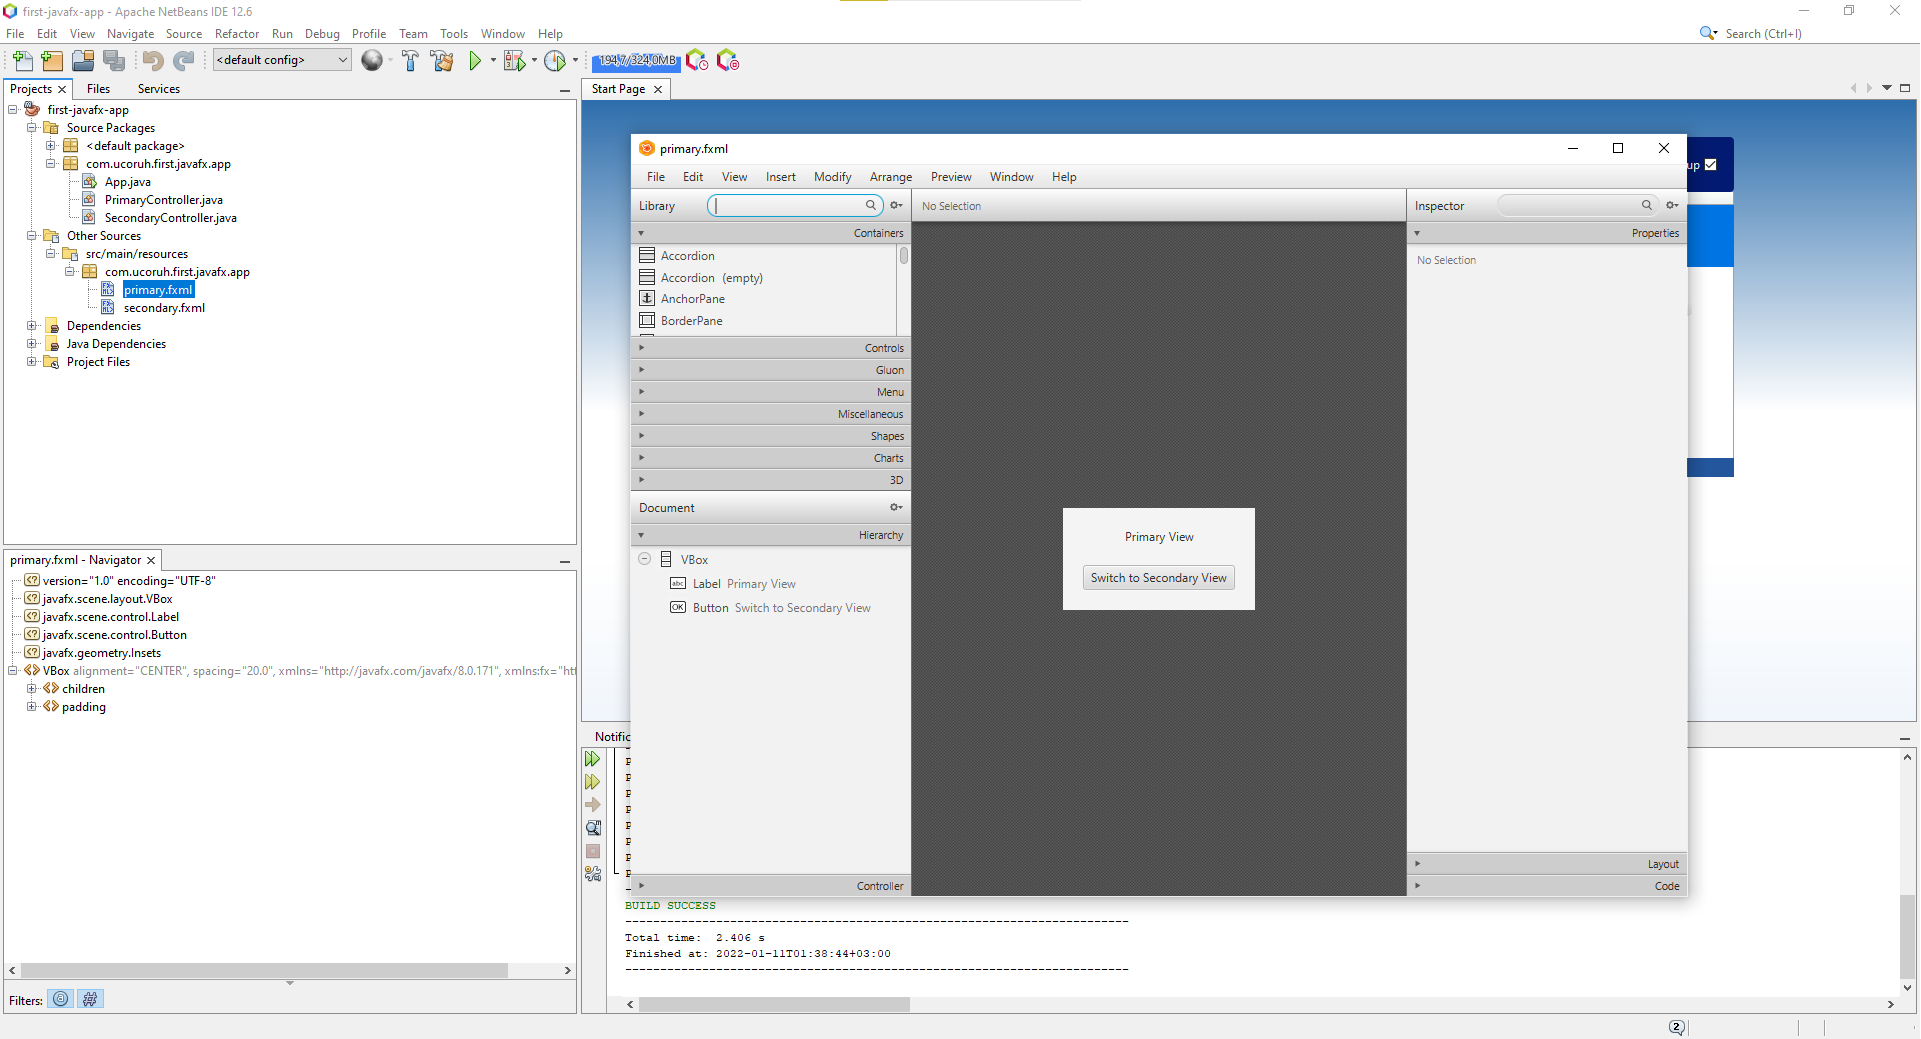 first-javafx-app - Apache NetBeans IDE 12.6
File Edit View Navigate Source Refactor Run Debug Profile Team Tools Window Help
Search (Ctrl+I)
<default config>
194,7/324,0MB
Projects Files Services
first-javafx-app
Source Packages
<default package>
com.ucoruh.first.javafx.app
App.java
PrimaryController.java
SecondaryController.java
Other Sources
src/main/resources
com.ucoruh.first.javafx.app
primary.fxml
secondary.fxml
Dependencies
Java Dependencies
Project Files
primary.fxml - Navigator
version="1.0" encoding="UTF-8"
javafx.scene.layout.VBox
javafx.scene.control.Label
javafx.scene.control.Button
javafx.geometry.Insets
VBox alignment="CENTER", spacing="20.0", xmlns="http://javafx.com/javafx/8.0.171", xmlns:fx="htt
children
padding
Filters:
Start Page
up
primary.fxml
File Edit View Insert Modify Arrange Preview Window Help
Library
No Selection
Inspector
Containers
Accordion
Accordion (empty)
AnchorPane
BorderPane
Controls
Gluon
Menu
Miscellaneous
Shapes
Charts
3D
Document
Hierarchy
VBox
Label Primary View
Button Switch to Secondary View
Controller
Primary View
Switch to Secondary View
Properties
No Selection
Layout
Code
Notific
BUILD SUCCESS
------------------------------------------------------------------------
Total time: 2.406 s
Finished at: 2022-01-11T01:38:44+03:00
------------------------------------------------------------------------
2